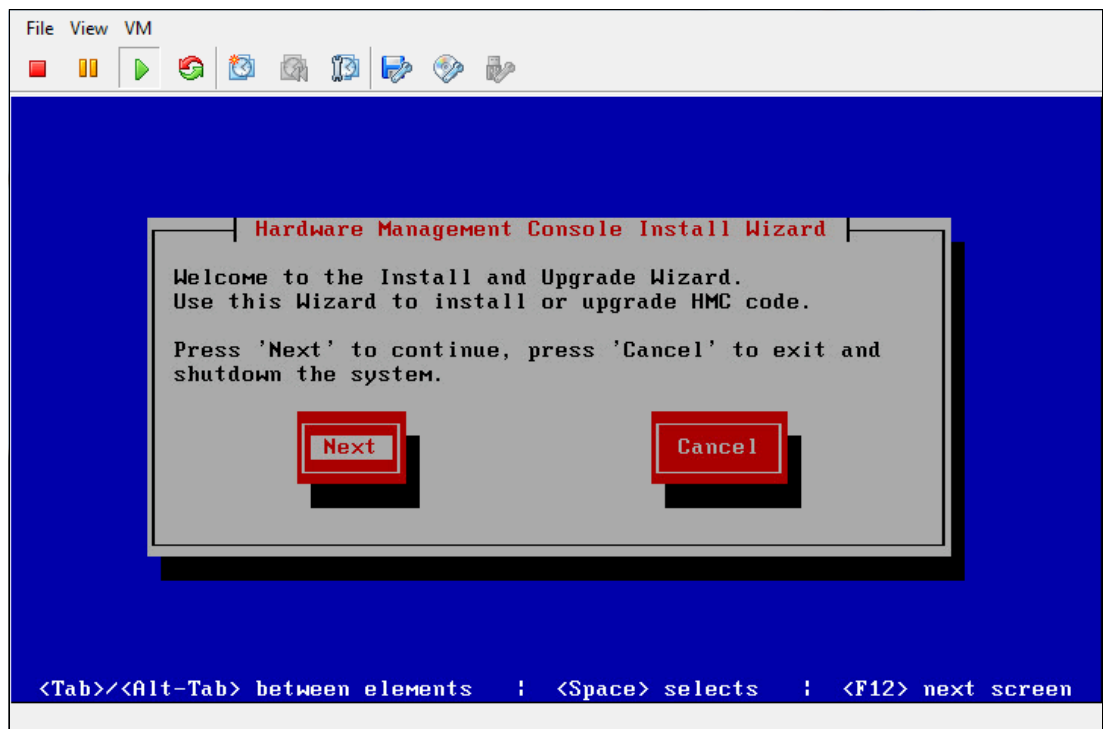 File View VM
Hardware Management Console Install Wizard
Welcome to the Install and Upgrade Wizard.
Use this Wizard to install or upgrade HMC code.
Press 'Next' to continue, press 'Cancel' to exit and
shutdown the system.
Next Cancel
<Tab>/<Alt-Tab> between elements ¦ <Space> selects ¦ <F12> next screen